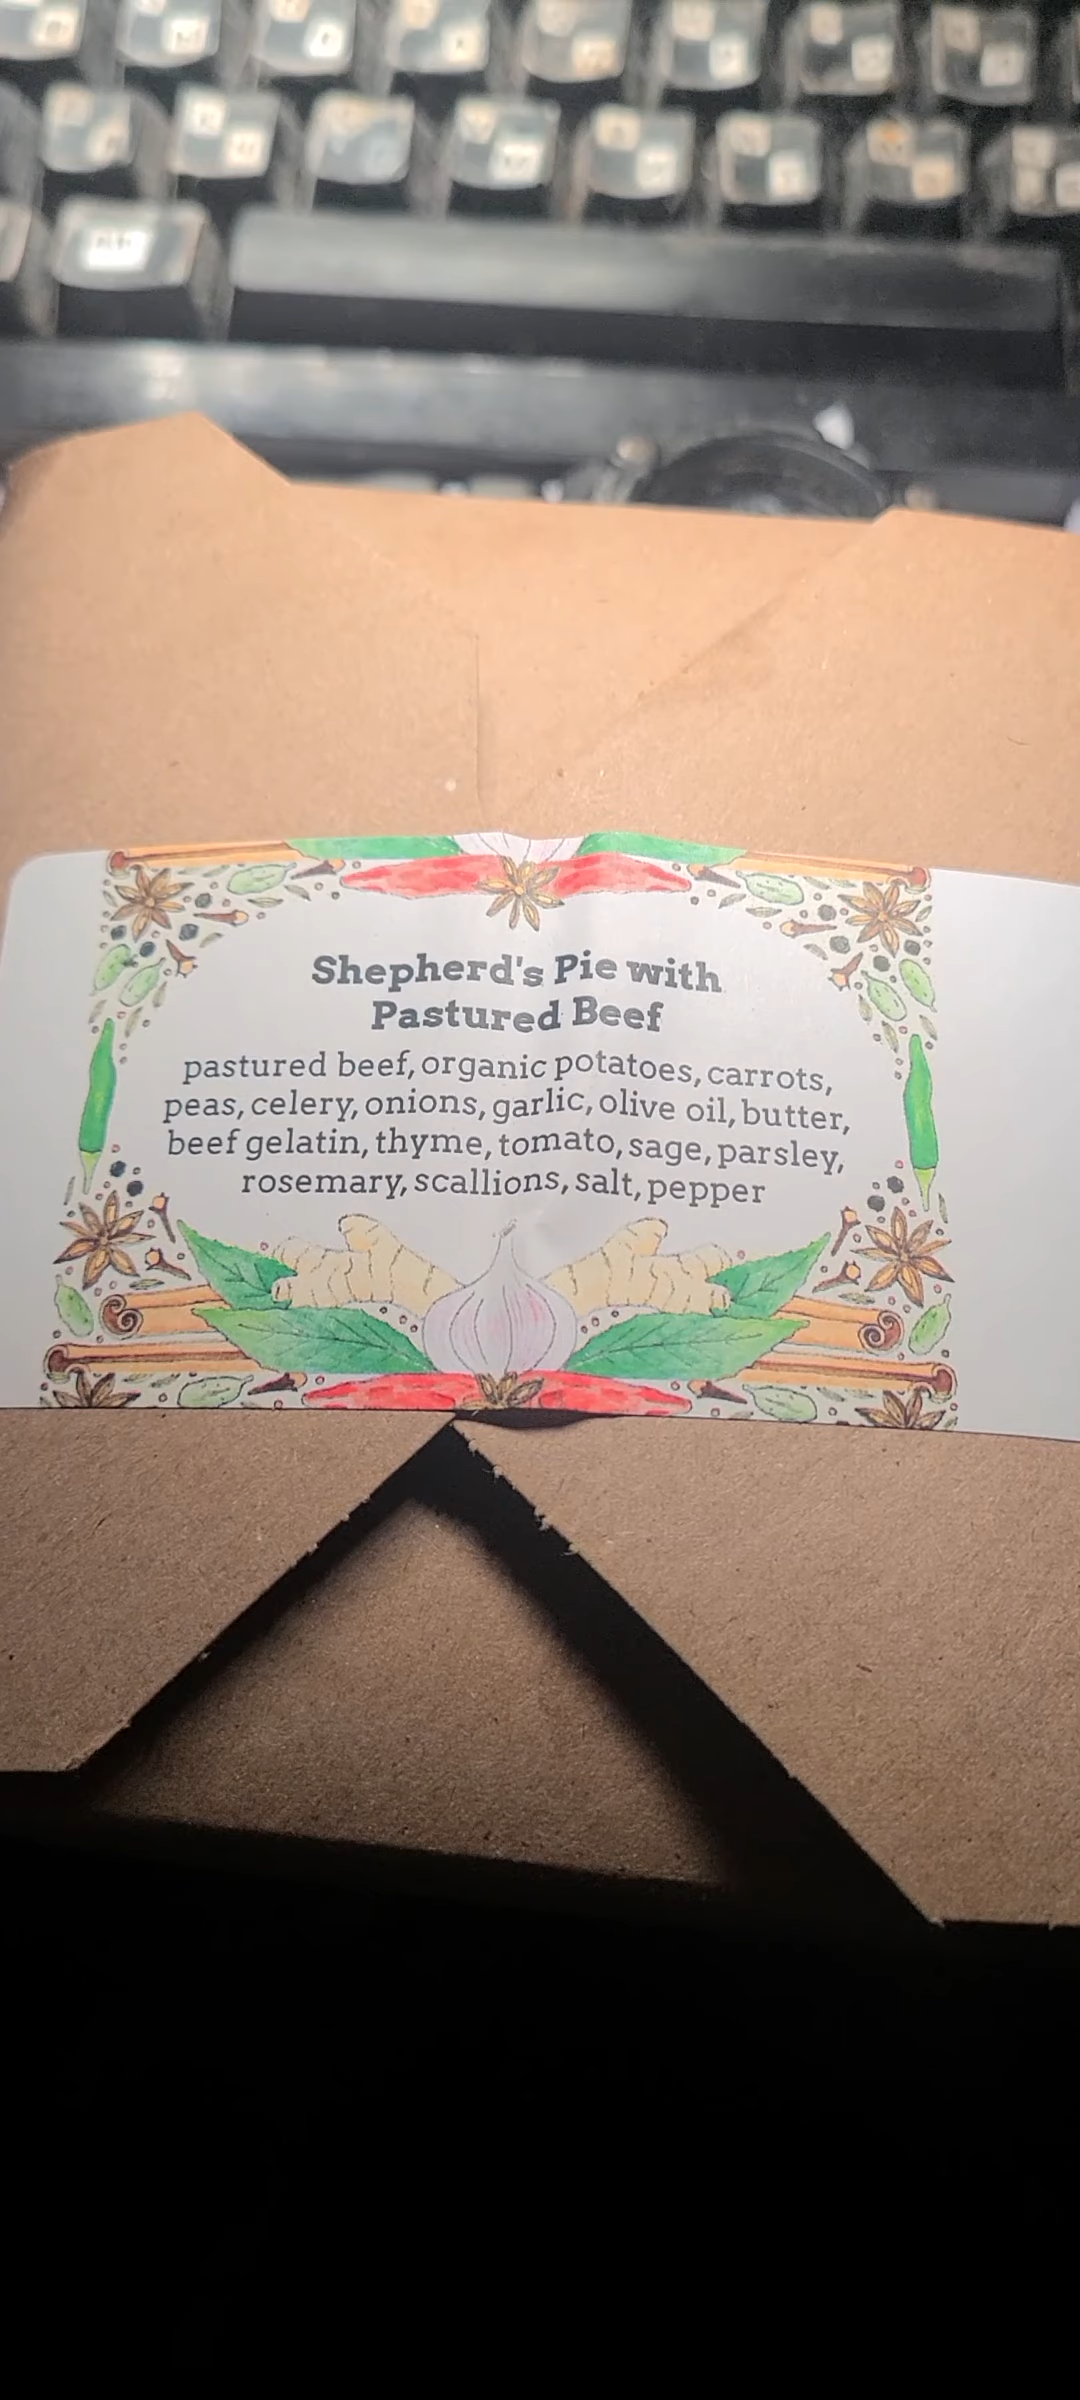 Shepherd's Pie with
Pastured Beef
pastured beef, organic potatoes, carrots,
peas, celery, onions, garlic, olive oil, butter,
beef gelatin, thyme, tomato, sage, parsley,
rosemary, scallions, salt, pepper